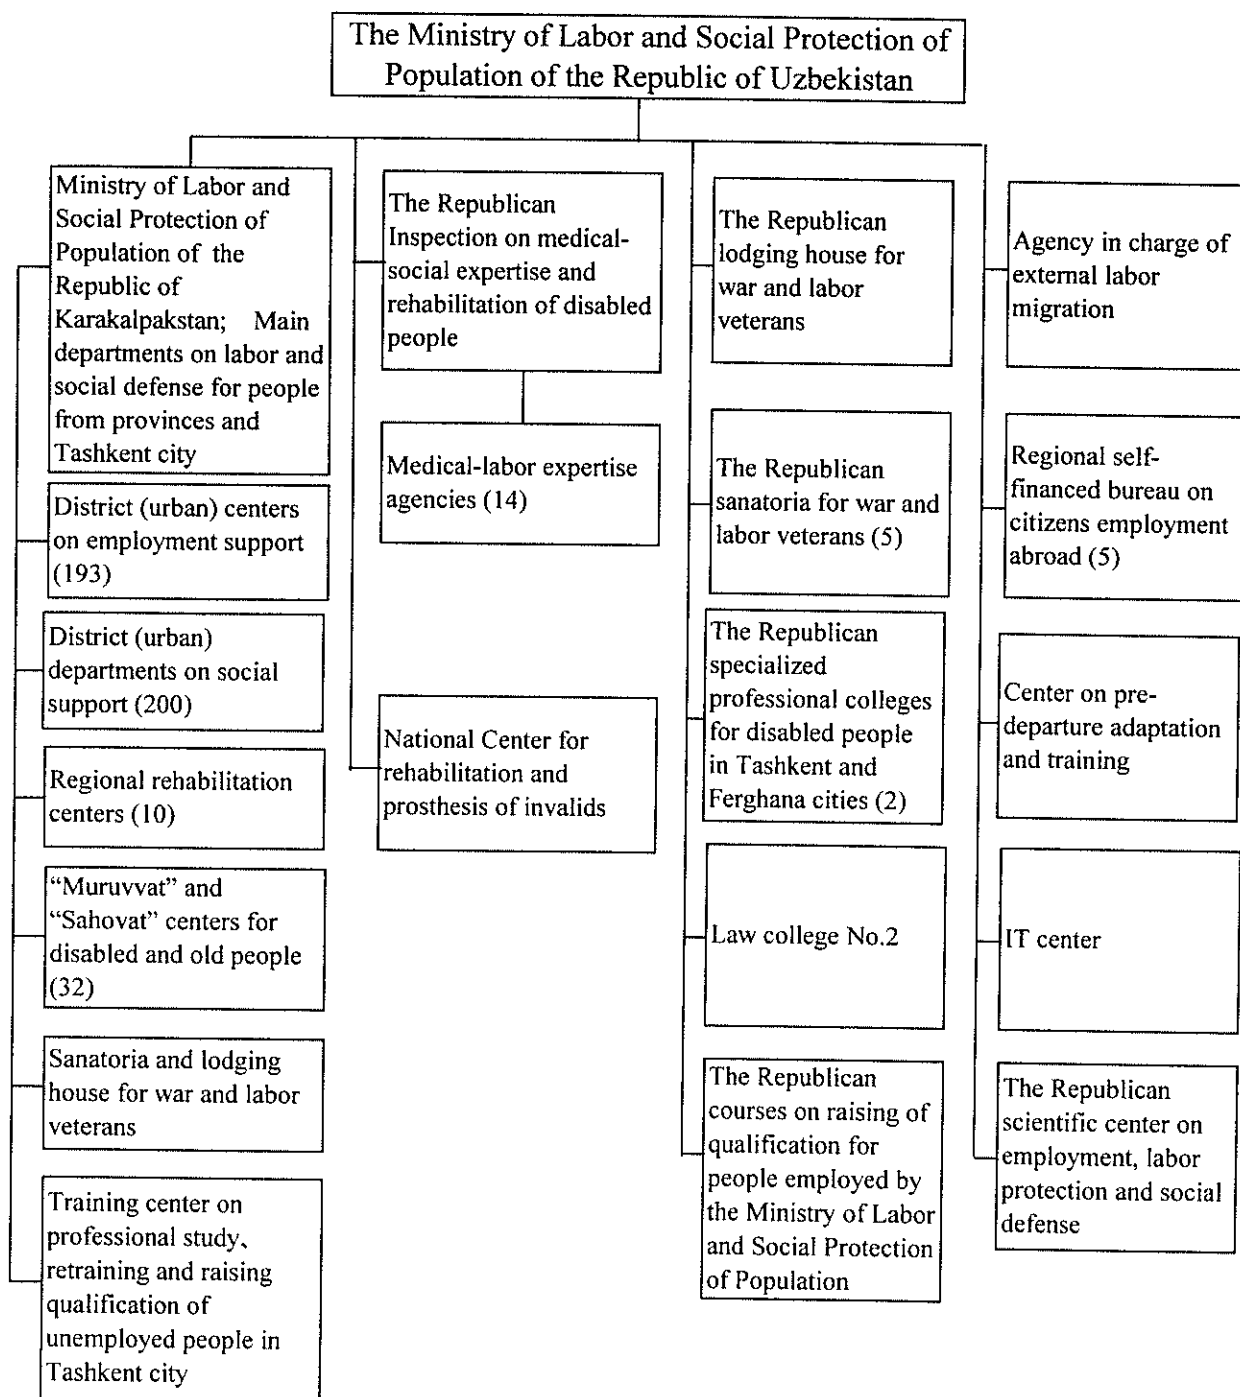 The Ministry of Labor and Social Protection of
Population of the Republic of Uzbekistan
Ministry of Labor and
Social Protection of
Population of the
Republic of
Karakalpakstan; Main
departments on labor and
social defense for people
from provinces and
Tashkent city
District (urban) centers
on employment support
(193)
District (urban)
departments on social
support (200)
Regional rehabilitation
centers (10)
“Muruvvat” and
“Sahovat” centers for
disabled and old people
(32)
Sanatoria and lodging
house for war and labor
veterans
Training center on
professional study、
retraining and raising
qualification of
unemployed people in
Tashkent city
The Republican
Inspection on medical-
social expertise and
rehabilitation of disabled
people
Medical-labor expertise
agencies (14)
National Center for
rehabilitation and
prosthesis of invalids
The Republican
lodging house for
war and labor
veterans
The Republican
sanatoria for war and
labor veterans (5)
The Republican
specialized
professional colleges
for disabled people
in Tashkent and
Ferghana cities (2)
Law college No.2
The Republican
courses on raising of
qualification for
people employed by
the Ministry of Labor
and Social Protection
of Population
Agency in charge of
external labor
migration
Regional self-
financed bureau on
citizens employment
abroad (5)
Center on pre-
departure adaptation
and training
IT center
The Republican
scientific center on
employment, labor
protection and social
defense